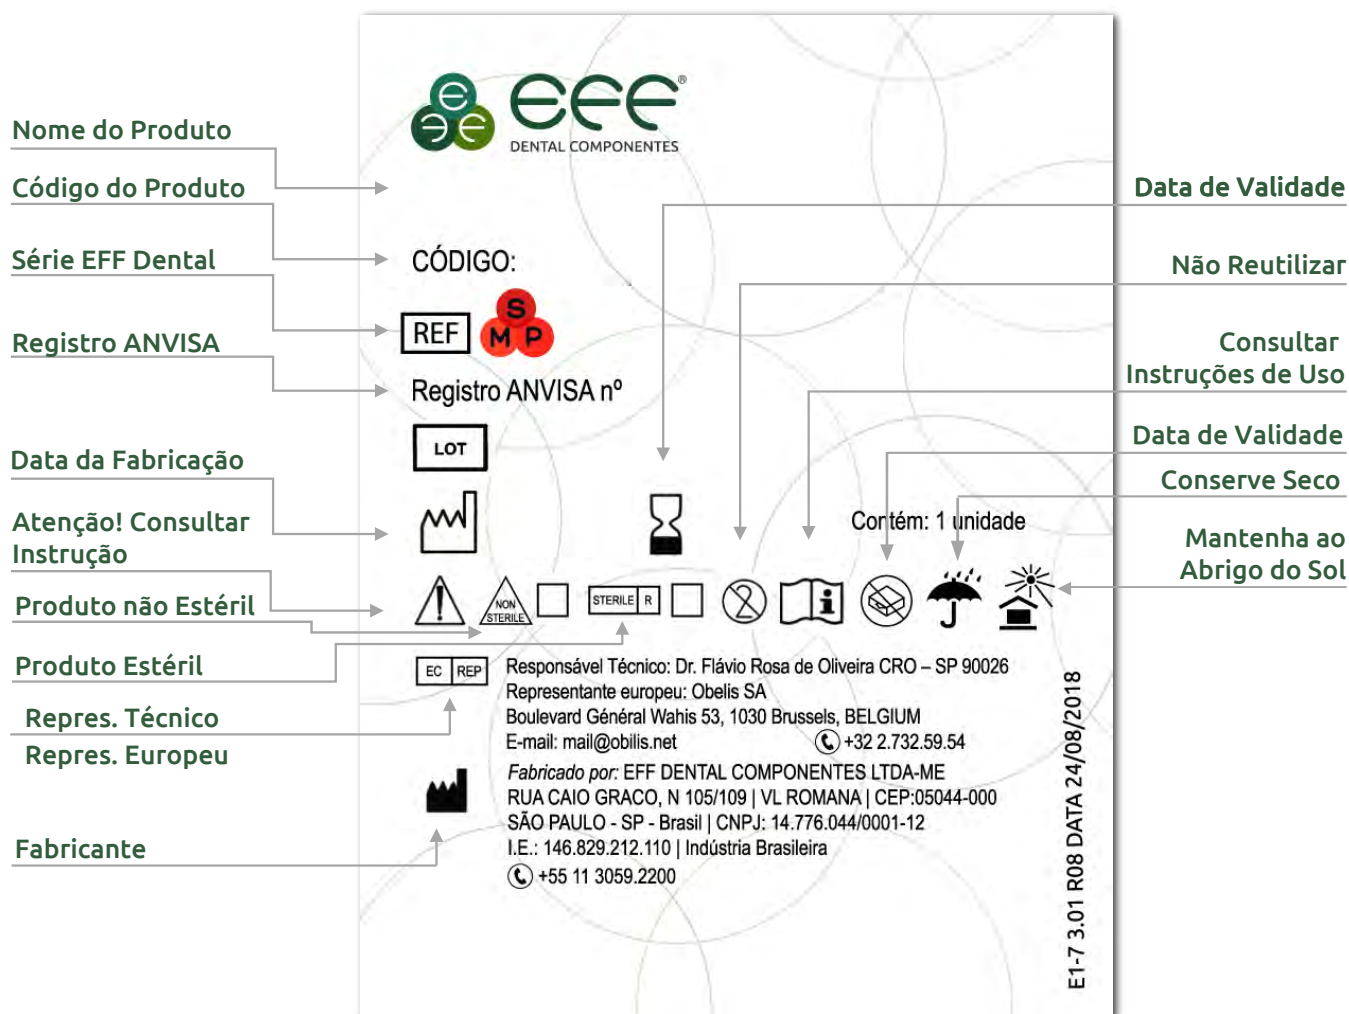 Nome do Produto
Código do Produto
Série EFF Dental
Registro ANVISA
Data da Fabricação
Atenção! Consultar
Instrução
Produto não Estéril
Produto Estéril
Repres. Técnico
Repres. Europeu
Fabricante
EFF®
DENTAL COMPONENTES
CÓDIGO:
REF
S
M P
Registro ANVISA nº
LOT
Contém: 1 unidade
NON
STERILE
STERILE R
2
i
EC REP
Responsável Técnico: Dr. Flávio Rosa de Oliveira CRO – SP 90026
Representante europeu: Obelis SA
Boulevard Général Wahis 53, 1030 Brussels, BELGIUM
E-mail: mail@obilis.net +32 2.732.59.54
Fabricado por: EFF DENTAL COMPONENTES LTDA-ME
RUA CAIO GRACO, N 105/109 | VL ROMANA | CEP:05044-000
SÃO PAULO - SP - Brasil | CNPJ: 14.776.044/0001-12
I.E.: 146.829.212.110 | Indústria Brasileira
+55 11 3059.2200
E1-7 3.01 R08 DATA 24/08/2018
Data de Validade
Não Reutilizar
Consultar
Instruções de Uso
Data de Validade
Conserve Seco
Mantenha ao
Abrigo do Sol